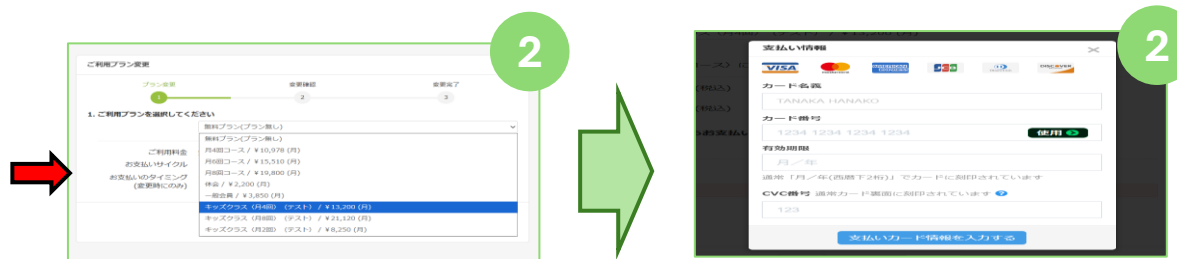 2
ご利用プラン変更
プラン変更
変更確認
変更完了
1
2
3
1. ご利用プランを選択してください
無料プラン(プラン無し)
無料プラン(プラン無し)
ご利用料金
月4回コース / ¥10,978 (月)
お支払いサイクル
月6回コース / ¥15,510 (月)
お支払いのタイミング
月8回コース / ¥19,800 (月)
(変更時にのみ)
休会 / ¥2,200 (月)
一般会員 / ¥3,850 (月)
キッズクラス（月4回）（テスト）/ ¥13,200 (月)
キッズクラス（月8回）（テスト）/ ¥21,120 (月)
キッズクラス（月2回）（テスト）/ ¥8,250 (月)
2
支払い情報
×
VISA
DISCOVER
カード名義
TANAKA HANAKO
カード番号
1234 1234 1234 1234
使用
有効期限
月／年
通常「月／年(西暦下2桁)」でカードに刻印されています
CVC番号 通常カード裏面に刻印されています ?
123
支払いカード情報を入力する